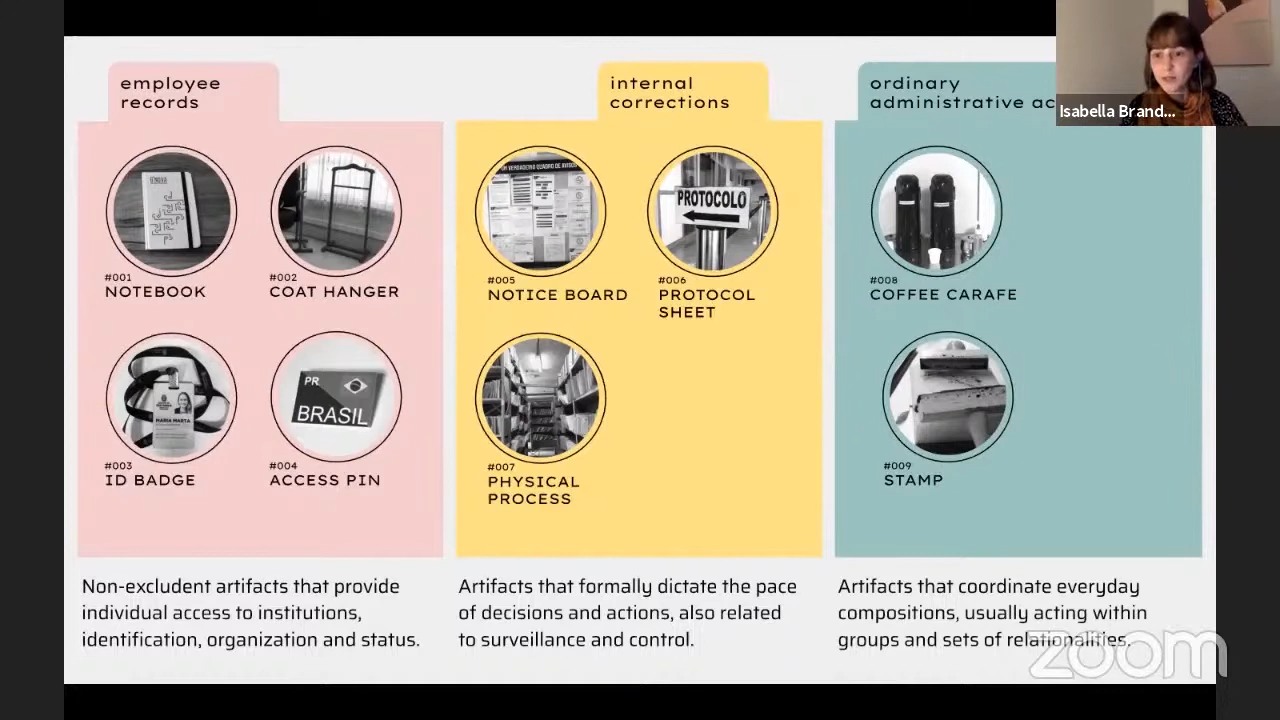 employee
records
internal
corrections
ordinary
administrative ac
Isabella Brand...
#001
NOTEBOOK
#002
COAT HANGER
#003
ID BADGE
MARIA MARTA
#004
ACCESS PIN
PR
BRASIL
#005
NOTICE BOARD
PROTOCOLO
#006
PROTOCOL
SHEET
#007
PHYSICAL
PROCESS
#008
COFFEE CARAFE
#009
STAMP
Non-excludent artifacts that provide
individual access to institutions,
identification, organization and status.
Artifacts that formally dictate the pace
of decisions and actions, also related
to surveillance and control.
Artifacts that coordinate everyday
compositions, usually acting within
groups and sets of relationalities.
zoom